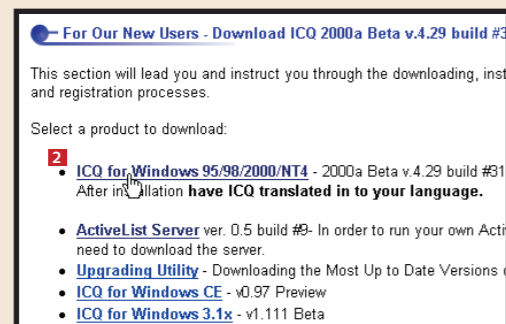 For Our New Users - Download ICQ 2000a Beta v.4.29 build #3
This section will lead you and instruct you through the downloading, inst
and registration processes.
Select a product to download:
2
ICQ for Windows 95/98/2000/NT4 - 2000a Beta v.4.29 build #31
After installation have ICQ translated in to your language.
ActiveList Server ver. 0.5 build #9- In order to run your own Acti
need to download the server.
Upgrading Utility - Downloading the Most Up to Date Versions
ICQ for Windows CE - v0.97 Preview
ICQ for Windows 3.1x - v1.111 Beta